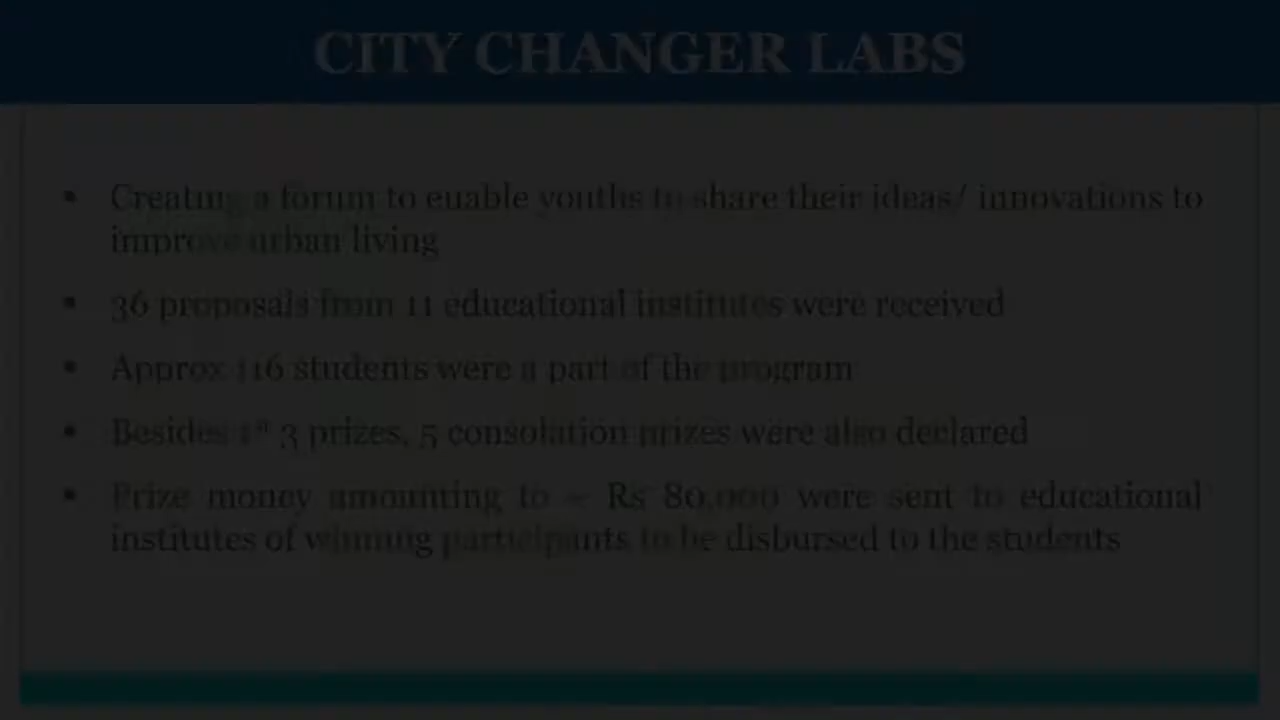 CITY CHANGER LABS
• Creating a forum to enable youths to share their ideas/ innovations to
improve urban living
• 36 proposals from 11 educational institutes were received
• Approx 116 students were a part of the program
• Besides 1st 3 prizes, 5 consolation prizes were also declared
• Prize money amounting to ~ Rs 80,000 were sent to educational
institutes of winning participants to be disbursed to the students